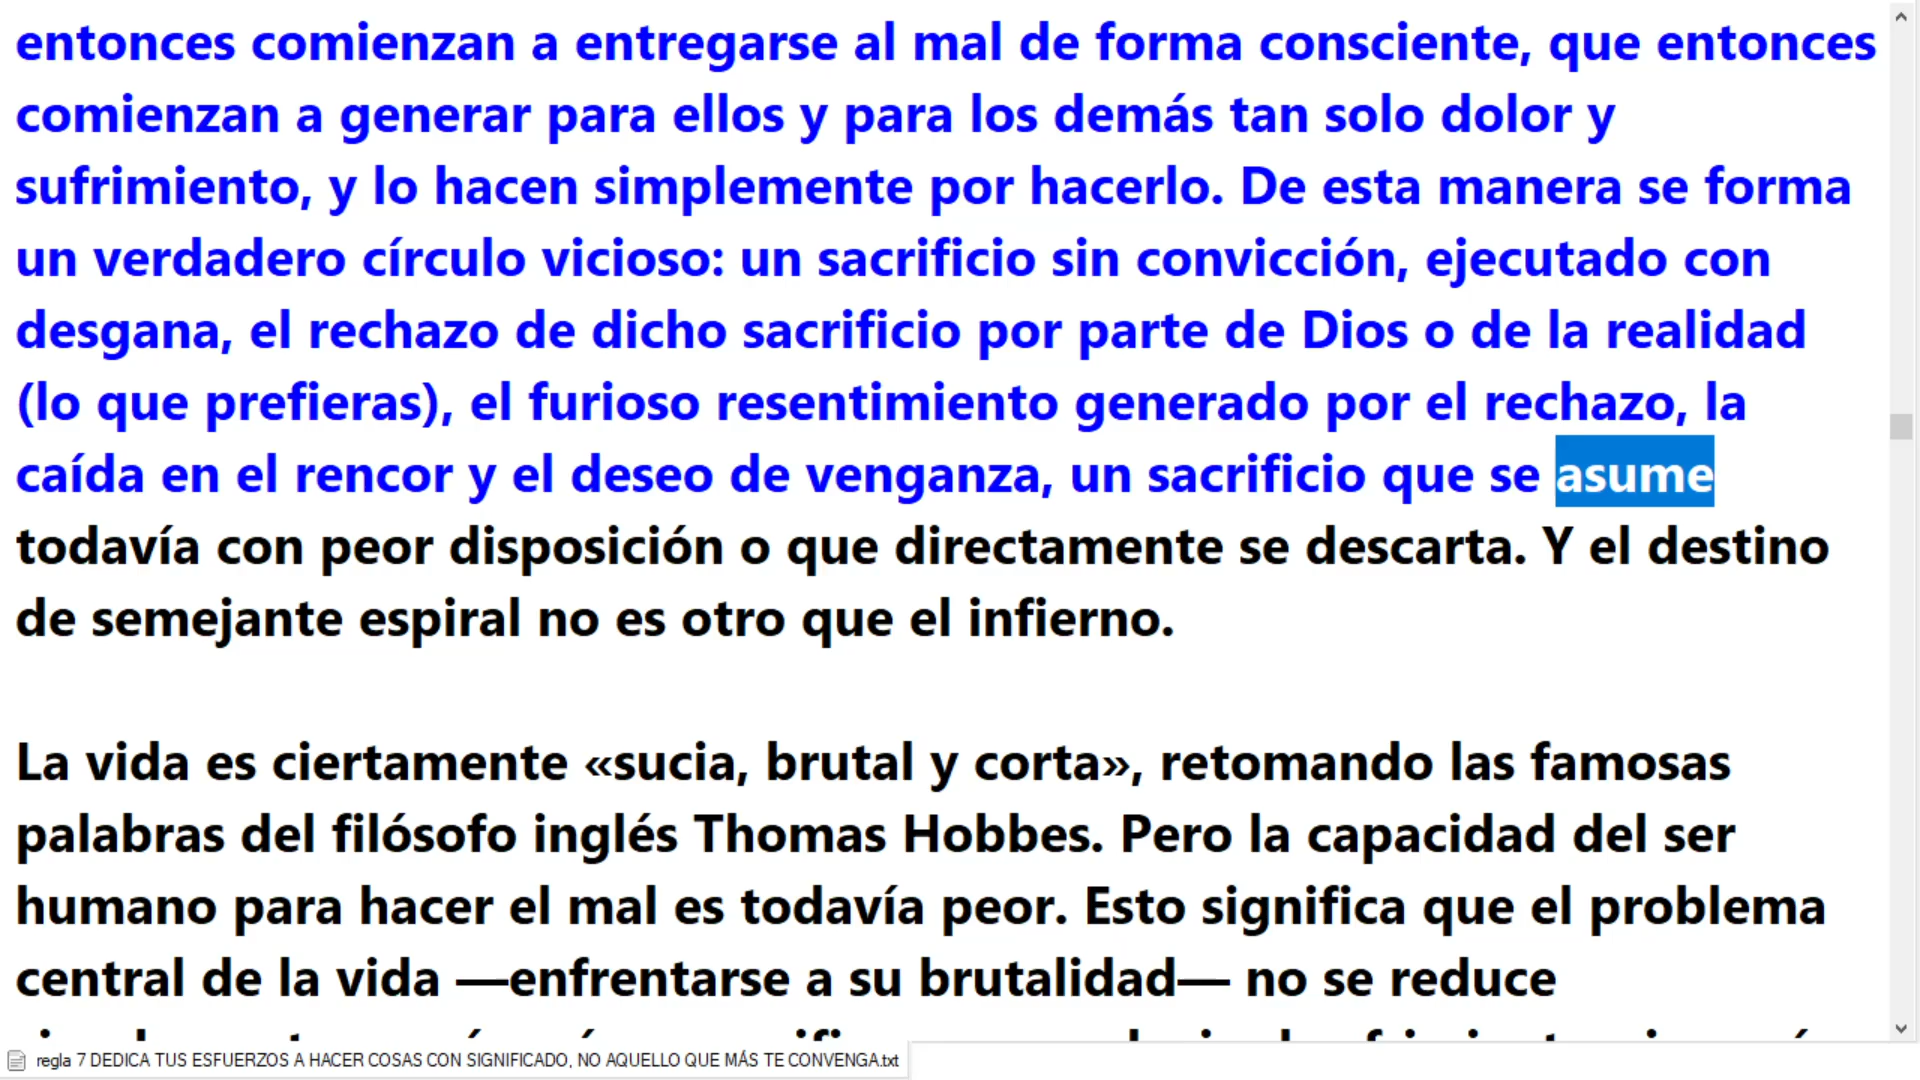 entonces comienzan a entregarse al mal de forma consciente, que entonces
comienzan a generar para ellos y para los demás tan solo dolor y
sufrimiento, y lo hacen simplemente por hacerlo. De esta manera se forma
un verdadero círculo vicioso: un sacrificio sin convicción, ejecutado con
desgana, el rechazo de dicho sacrificio por parte de Dios o de la realidad
(lo que prefieras), el furioso resentimiento generado por el rechazo, la
caída en el rencor y el deseo de venganza, un sacrificio que se asume
todavía con peor disposición o que directamente se descarta. Y el destino
de semejante espiral no es otro que el infierno.
La vida es ciertamente «sucia, brutal y corta», retomando las famosas
palabras del filósofo inglés Thomas Hobbes. Pero la capacidad del ser
humano para hacer el mal es todavía peor. Esto significa que el problema
central de la vida —enfrentarse a su brutalidad— no se reduce
regla 7 DEDICA TUS ESFUERZOS A HACER COSAS CON SIGNIFICADO, NO AQUELLO QUE MÁS TE CONVENGA.txt